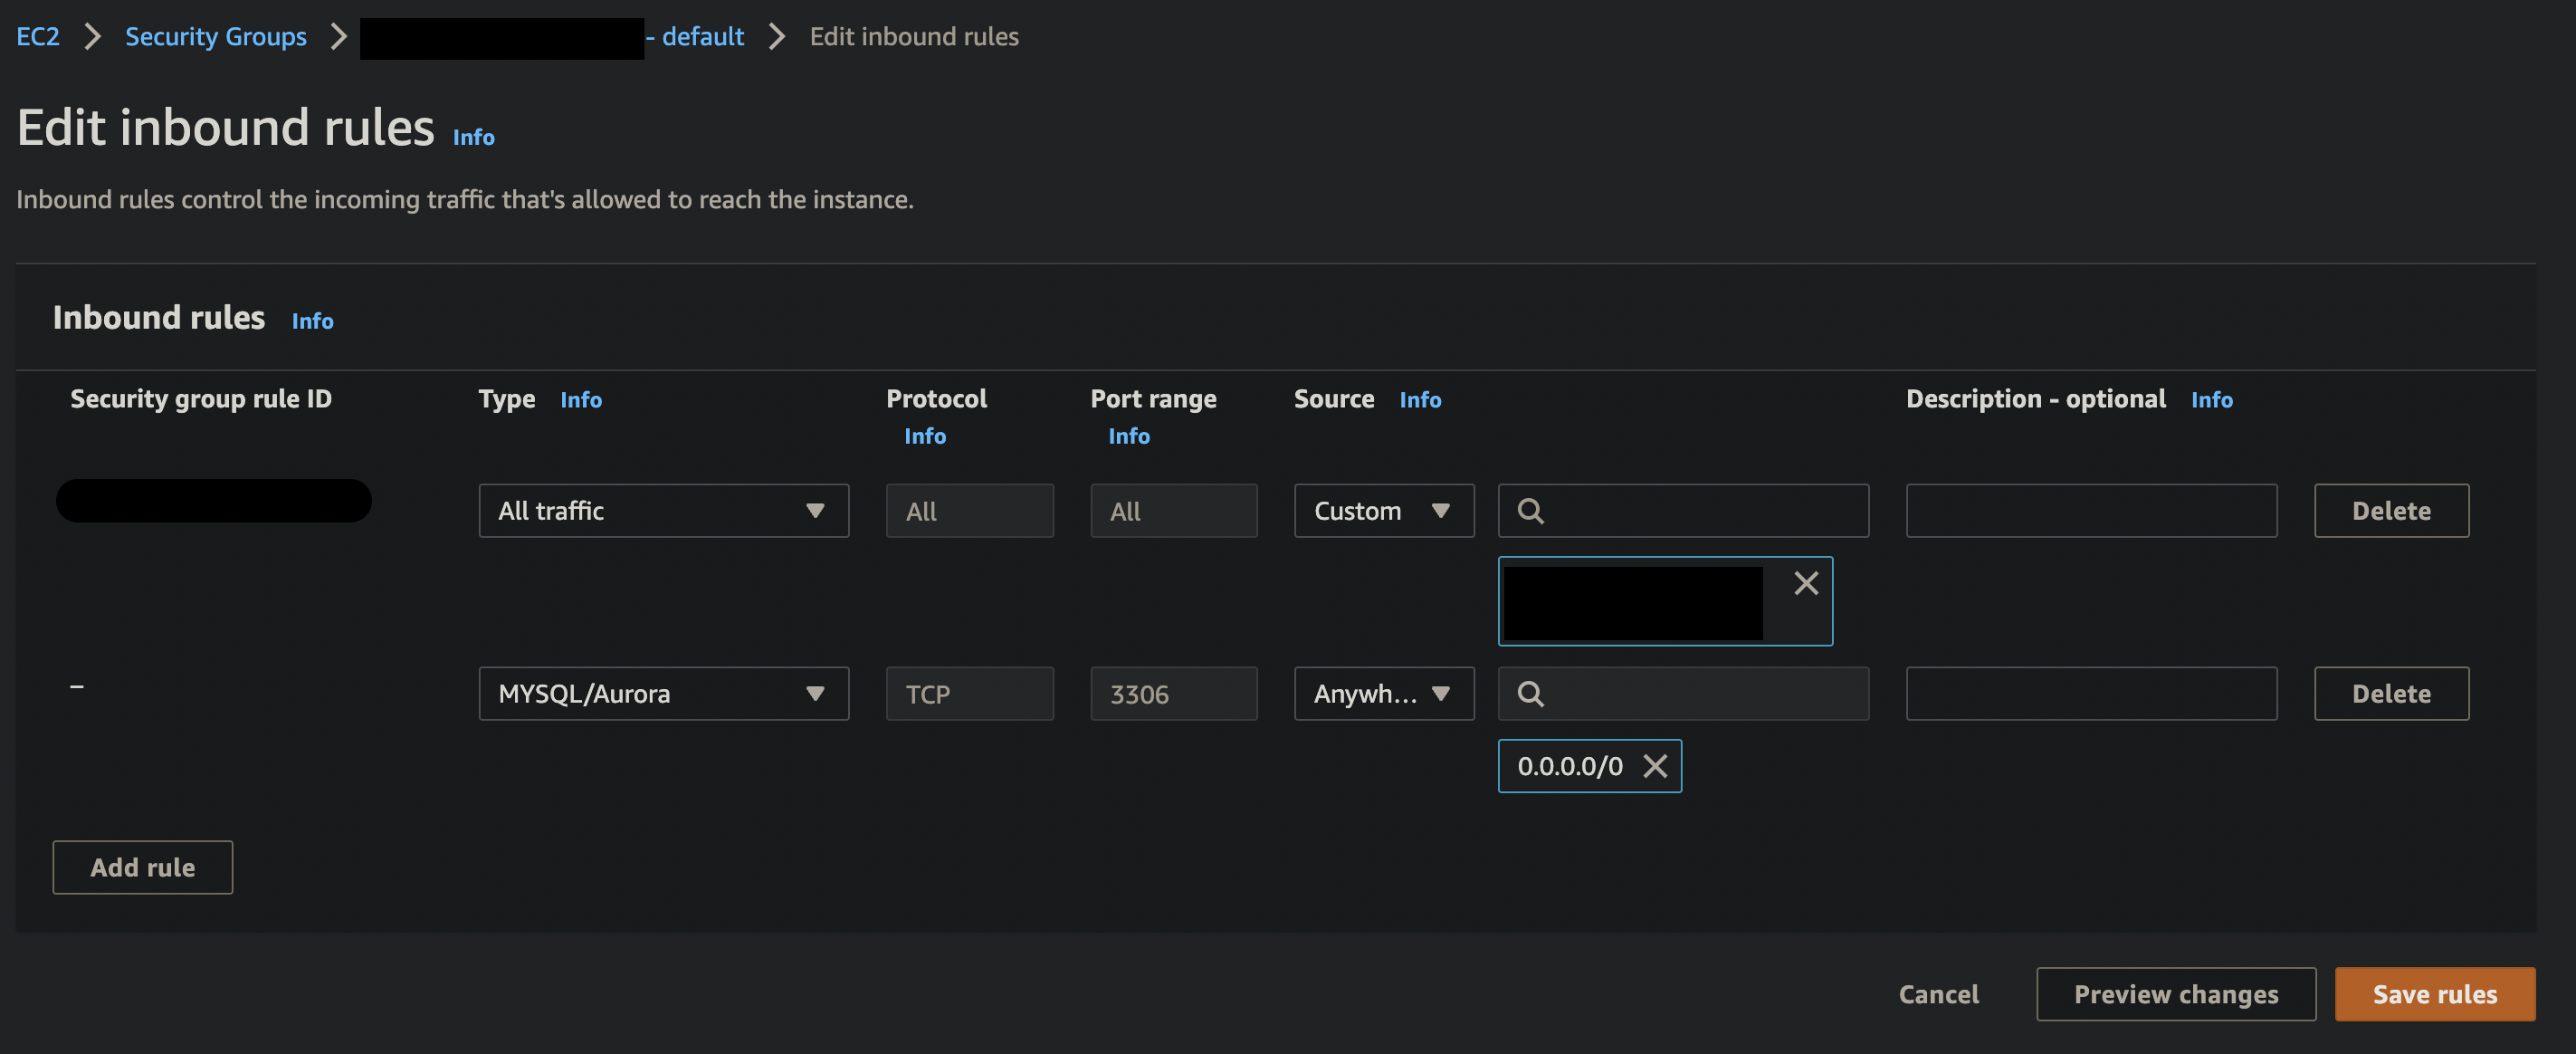 EC2 > Security Groups > - default > Edit inbound rules
Edit inbound rules Info
Inbound rules control the incoming traffic that's allowed to reach the instance.
Inbound rules Info
Security group rule ID Type Info Protocol Info Port range Info Source Info Description - optional Info
All traffic All All Custom Delete
– MYSQL/Aurora TCP 3306 Anywh... Delete
0.0.0.0/0
Add rule
Cancel Preview changes Save rules